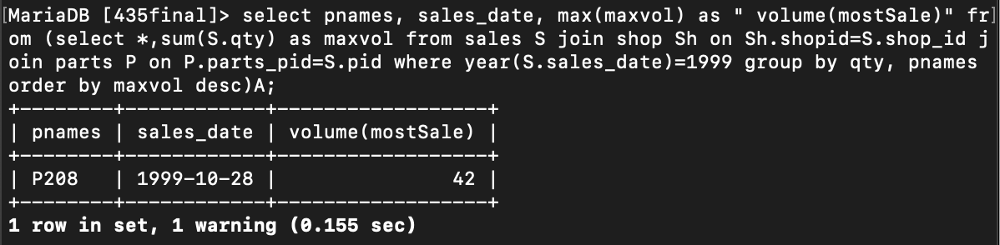 [MariaDB [435final]> select pnames, sales_date, max(maxvol) as " volume(mostSale)" fr]
om (select *,sum(S.qty) as maxvol from sales S join shop Sh on Sh.shopid=S.shop_id j
oin parts P on P.parts_pid=S.pid where year(S.sales_date)=1999 group by qty, pnames
order by maxvol desc)A;
+--------+------------+------------------+
| pnames | sales_date | volume(mostSale) |
+--------+------------+------------------+
| P208   | 1999-10-28 |               42 |
+--------+------------+------------------+
1 row in set, 1 warning (0.155 sec)